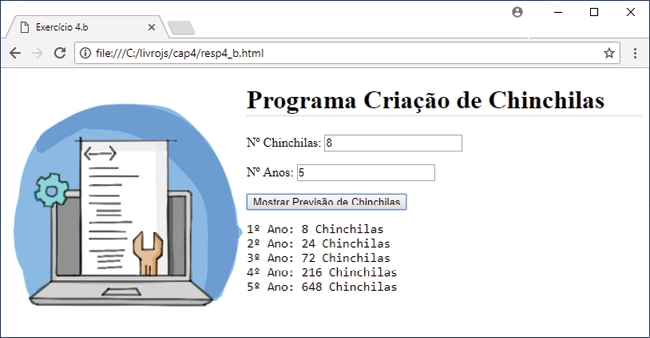 Exercício 4.b
file:///C:/livrojs/cap4/resp4_b.html
Programa Criação de Chinchilas
Nº Chinchilas: 8
Nº Anos: 5
Mostrar Previsão de Chinchilas
1º Ano: 8 Chinchilas
2º Ano: 24 Chinchilas
3º Ano: 72 Chinchilas
4º Ano: 216 Chinchilas
5º Ano: 648 Chinchilas